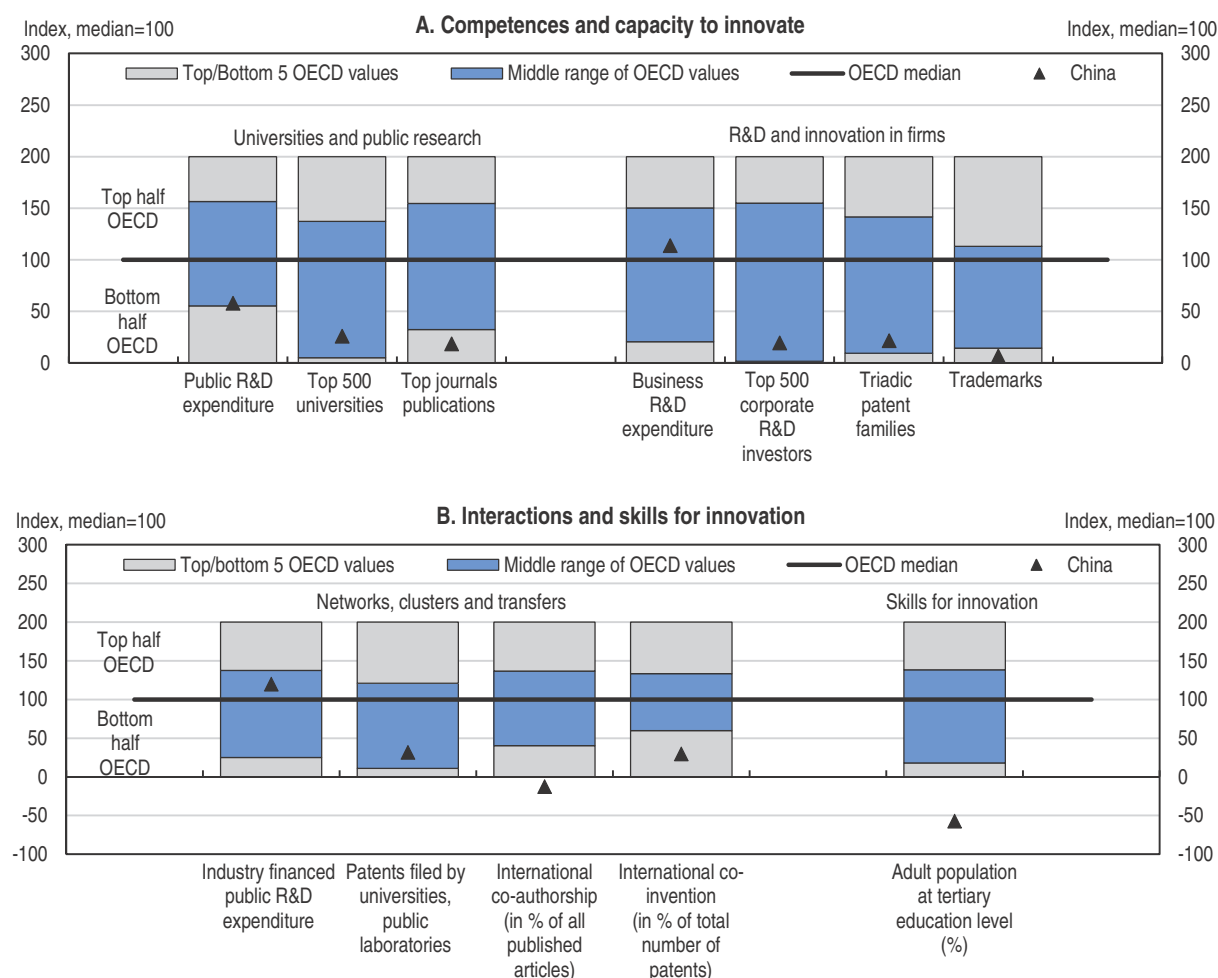 A. Competences and capacity to innovate
Index, median=100
Index, median=100
300
250
200
150
100
50
0
300
250
200
150
100
50
0
Top/Bottom 5 OECD values
Middle range of OECD values
OECD median
China
Universities and public research
R&D and innovation in firms
Top half
OECD
Bottom
half
OECD
Public R&D
expenditure
Top 500
universities
Top journals
publications
Business
R&D
expenditure
Top 500
corporate
R&D
investors
Triadic
patent
families
Trademarks
B. Interactions and skills for innovation
Index, median=100
Index, median=100
300
250
200
150
100
50
0
-50
-100
300
250
200
150
100
50
0
-50
-100
Top/bottom 5 OECD values
Middle range of OECD values
OECD median
China
Networks, clusters and transfers
Skills for innovation
Top half
OECD
Bottom
half
OECD
Industry financed
public R&D
expenditure
Patents filed by
universities,
public
laboratories
International
co-authorship
(in % of all
published
articles)
International co-
invention
(in % of total
number of
patents)
Adult population
at tertiary
education level
(%)